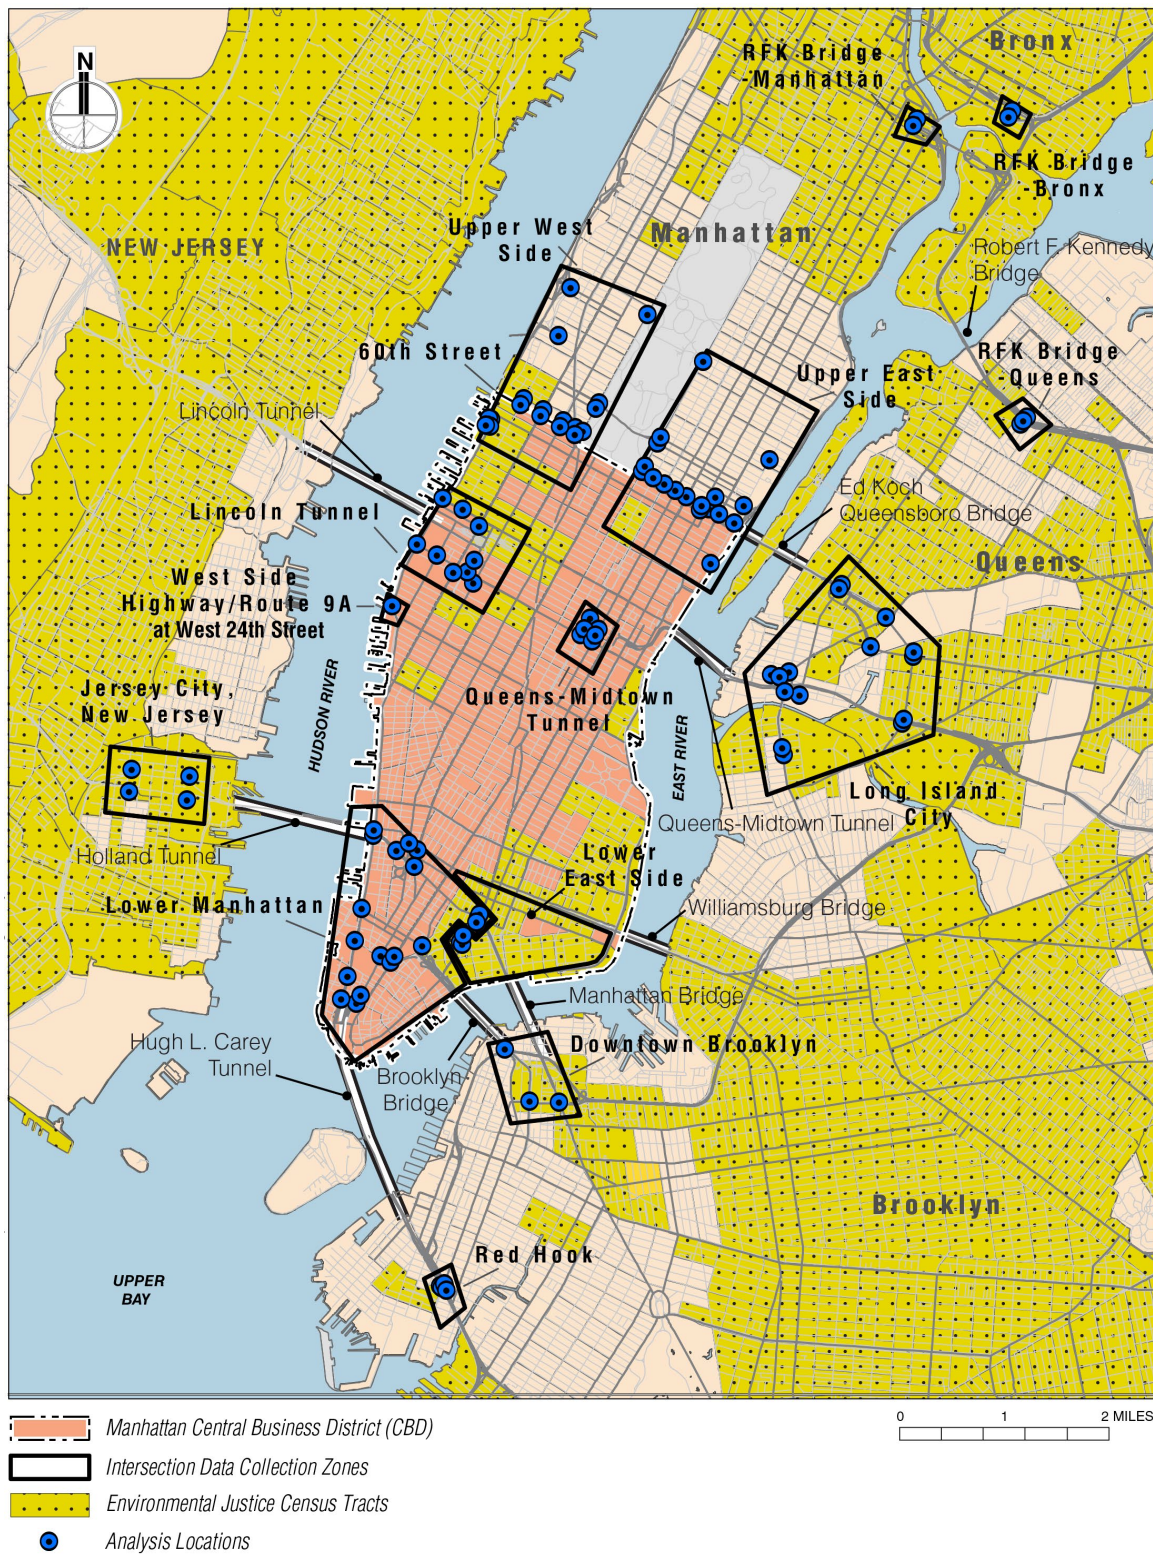 N
RFK Bridge
-Manhattan
Bronx
RFK Bridge
-Bronx
NEW JERSEY
Upper West
Side
Manhattan
Robert F. Kennedy
Bridge
60th Street
RFK Bridge
-Queens
Upper East
Side
Lincoln Tunnel
Ed Koch
Queensboro Bridge
Lincoln Tunnel
Queens
West Side
Highway/Route 9A
at West 24th Street
Jersey City,
New Jersey
HUDSON RIVER
Queens-Midtown
Tunnel
EAST RIVER
Long Island
City
Queens-Midtown Tunnel
Holland Tunnel
Lower
East Side
Lower Manhattan
Williamsburg Bridge
Manhattan Bridge
Hugh L. Carey
Tunnel
Downtown Brooklyn
Brooklyn
Bridge
Brooklyn
Red Hook
UPPER
BAY
0 1 2 MILES
Manhattan Central Business District (CBD)
Intersection Data Collection Zones
Environmental Justice Census Tracts
Analysis Locations